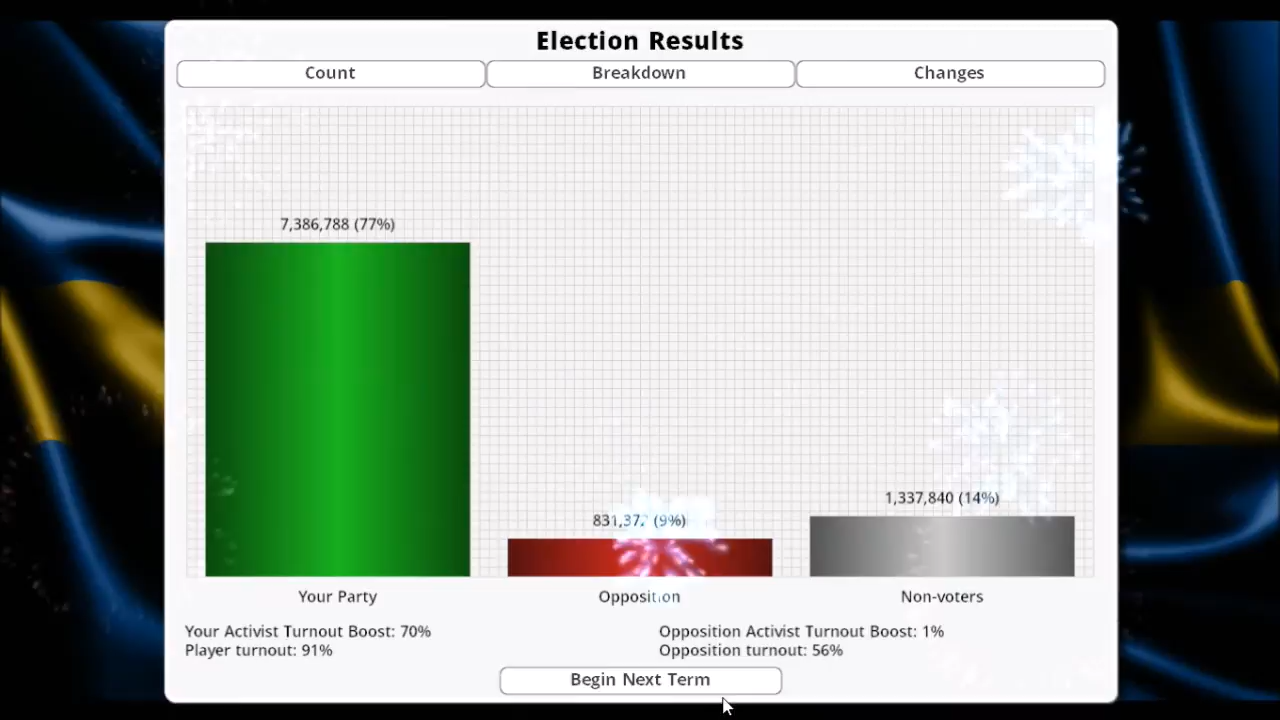 Election Results
Count
Breakdown
Changes
7,386,788 (77%)
(9%)
1,337,840 (14%)
Your Party
Opposition
Non-voters
Your Activist Turnout Boost: 70%
Player turnout: 91%
Opposition Activist Turnout Boost: 1%
Opposition turnout: 56%
Begin Next Term